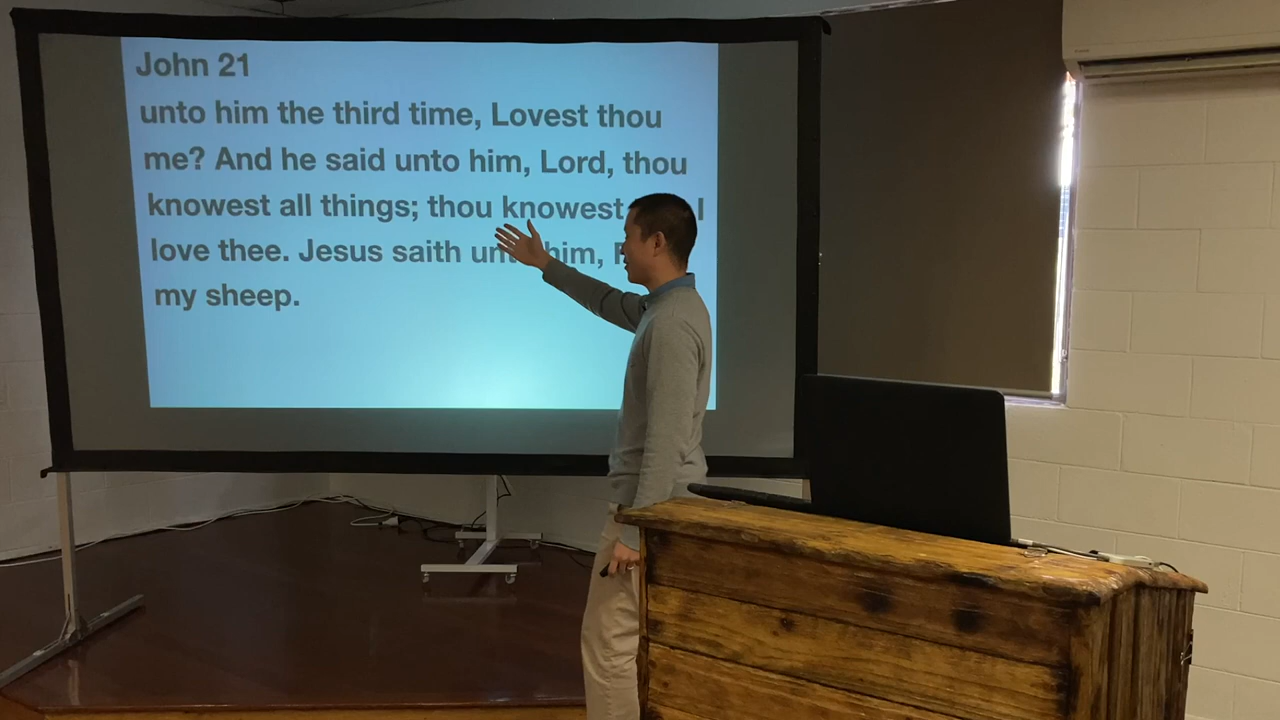 John 21
unto him the third time, Lovest thou
me? And he said unto him, Lord, thou
knowest all things; thou knowest I
love thee. Jesus saith unto him,
my sheep.